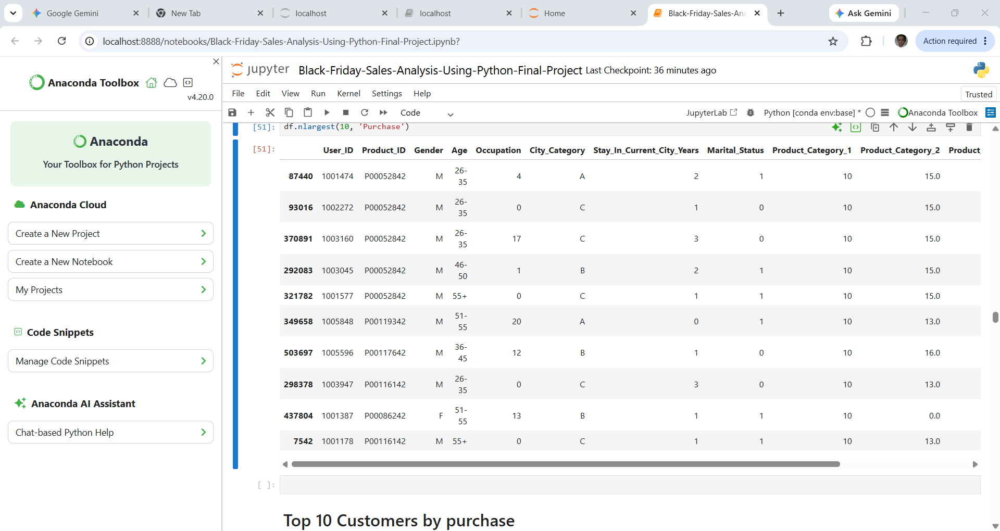 Google Gemini
New Tab
localhost
localhost
Home
Black-Friday-Sales-Ana
Ask Gemini
localhost:8888/notebooks/Black-Friday-Sales-Analysis-Using-Python-Final-Project.ipynb?
Action required
Anaconda Toolbox
v4.20.0
Anaconda
Your Toolbox for Python Projects
Anaconda Cloud
Create a New Project
Create a New Notebook
My Projects
Code Snippets
Manage Code Snippets
Anaconda AI Assistant
Chat-based Python Help
jupyter Black-Friday-Sales-Analysis-Using-Python-Final-Project Last Checkpoint: 36 minutes ago
File Edit View Run Kernel Settings Help
Trusted
Code
JupyterLab
Python [conda env:base] *
Anaconda Toolbox
[51]: df.nlargest(10, 'Purchase')
[51]: User_ID Product_ID Gender Age Occupation City_Category Stay_In_Current_City_Years Marital_Status Product_Category_1 Product_Category_2 Product_
87440 1001474 P00052842 M 26-35 4 A 2 1 10 15.0
93016 1002272 P00052842 M 26-35 0 C 1 0 10 15.0
370891 1003160 P00052842 M 26-35 17 C 3 0 10 15.0
292083 1003045 P00052842 M 46-50 1 B 2 1 10 15.0
321782 1001577 P00052842 M 55+ 0 C 1 1 10 15.0
349658 1005848 P00119342 M 51-55 20 A 0 1 10 13.0
503697 1005596 P00117642 M 36-45 12 B 1 0 10 16.0
298378 1003947 P00116142 M 26-35 0 C 3 0 10 13.0
437804 1001387 P00086242 F 51-55 13 B 1 1 10 0.0
7542 1001178 P00116142 M 55+ 0 C 1 1 10 13.0
[ ]:
Top 10 Customers by purchase